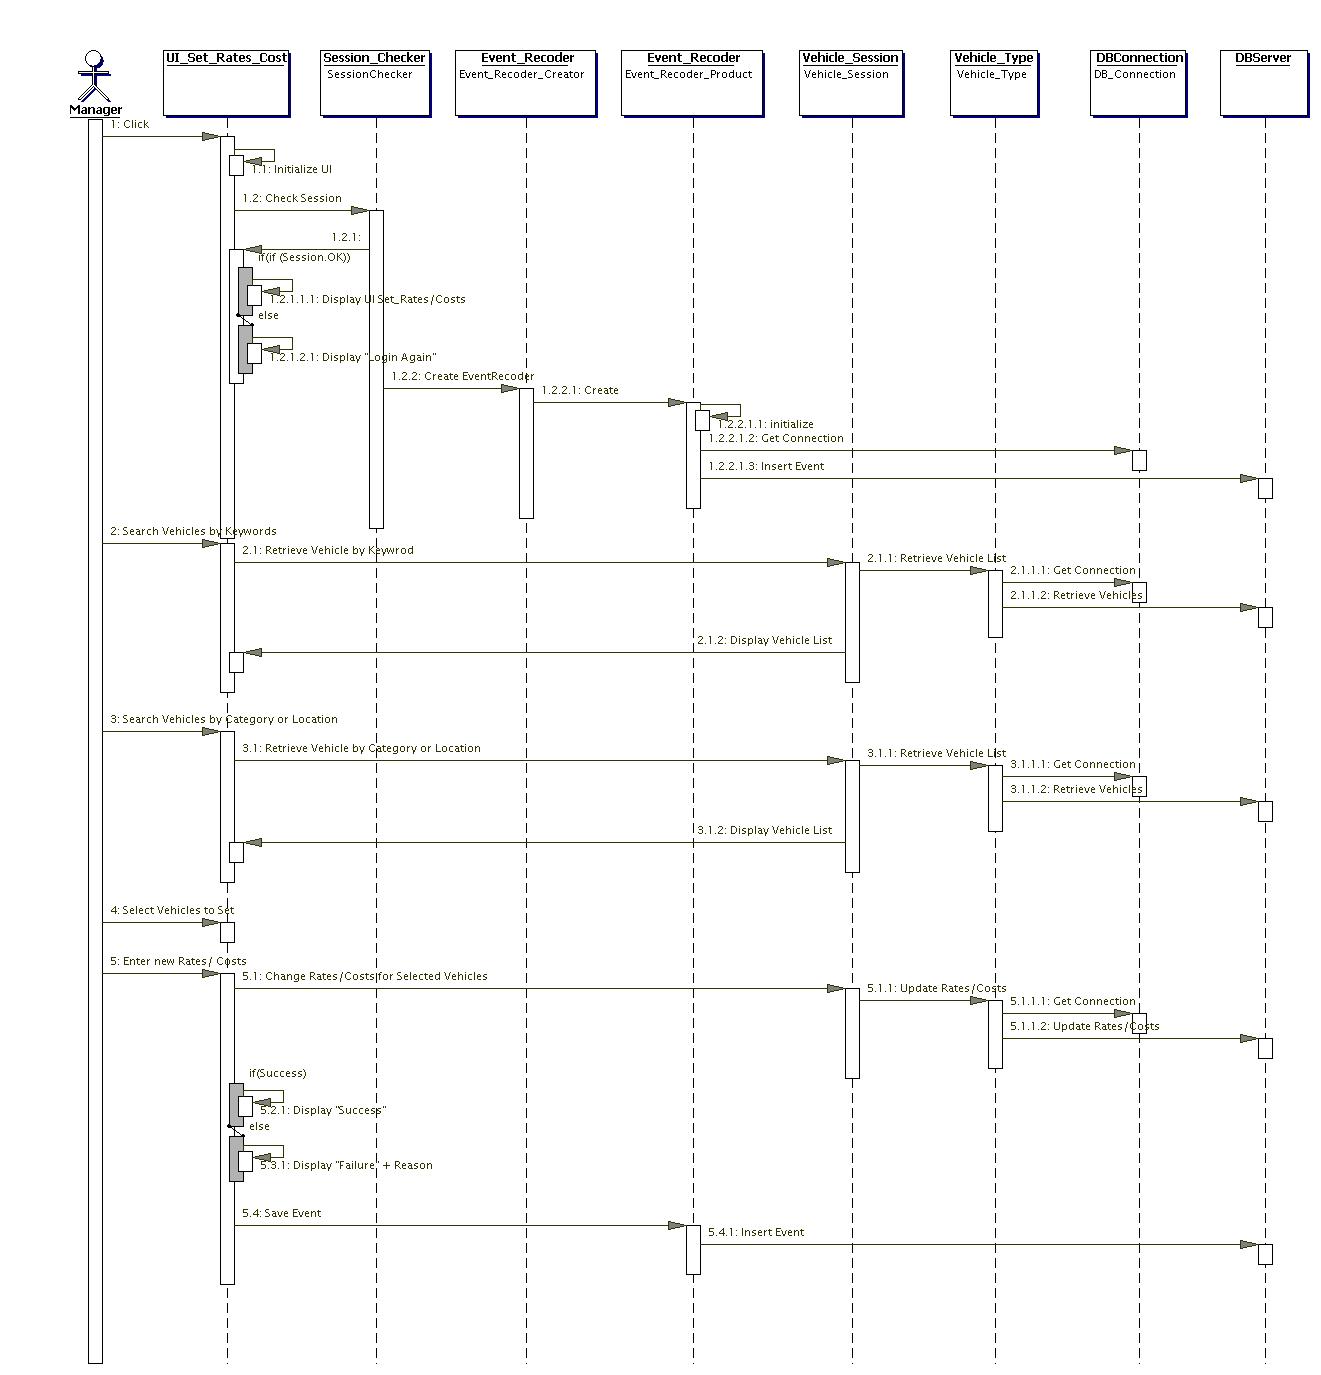 Manager
UI_Set_Rates_Cost
Session_Checker
SessionChecker
Event_Recoder
Event_Recoder_Creator
Event_Recoder
Event_Recoder_Product
Vehicle_Session
Vehicle_Session
Vehicle_Type
Vehicle_Type
DBConnection
DB_Connection
DBServer
1: Click
1.1: Initialize UI
1.2: Check Session
1.2.1:
if(if (Session.OK))
1.2.1.1.1: Display UI Set_Rates/Costs
else
1.2.1.2.1: Display "Login Again"
1.2.2: Create EventRecoder
1.2.2.1: Create
1.2.2.1.1: initialize
1.2.2.1.2: Get Connection
1.2.2.1.3: Insert Event
2: Search Vehicles by Keywords
2.1: Retrieve Vehicle by Keywrod
2.1.1: Retrieve Vehicle List
2.1.1.1: Get Connection
2.1.1.2: Retrieve Vehicles
2.1.2: Display Vehicle List
3: Search Vehicles by Category or Location
3.1: Retrieve Vehicle by Category or Location
3.1.1: Retrieve Vehicle List
3.1.1.1: Get Connection
3.1.1.2: Retrieve Vehicles
3.1.2: Display Vehicle List
4: Select Vehicles to Set
5: Enter new Rates/ Costs
5.1: Change Rates/Costs for Selected Vehicles
5.1.1: Update Rates/Costs
5.1.1.1: Get Connection
5.1.1.2: Update Rates/Costs
if(Success)
5.2.1: Display "Success"
else
5.3.1: Display "Failure" + Reason
5.4: Save Event
5.4.1: Insert Event